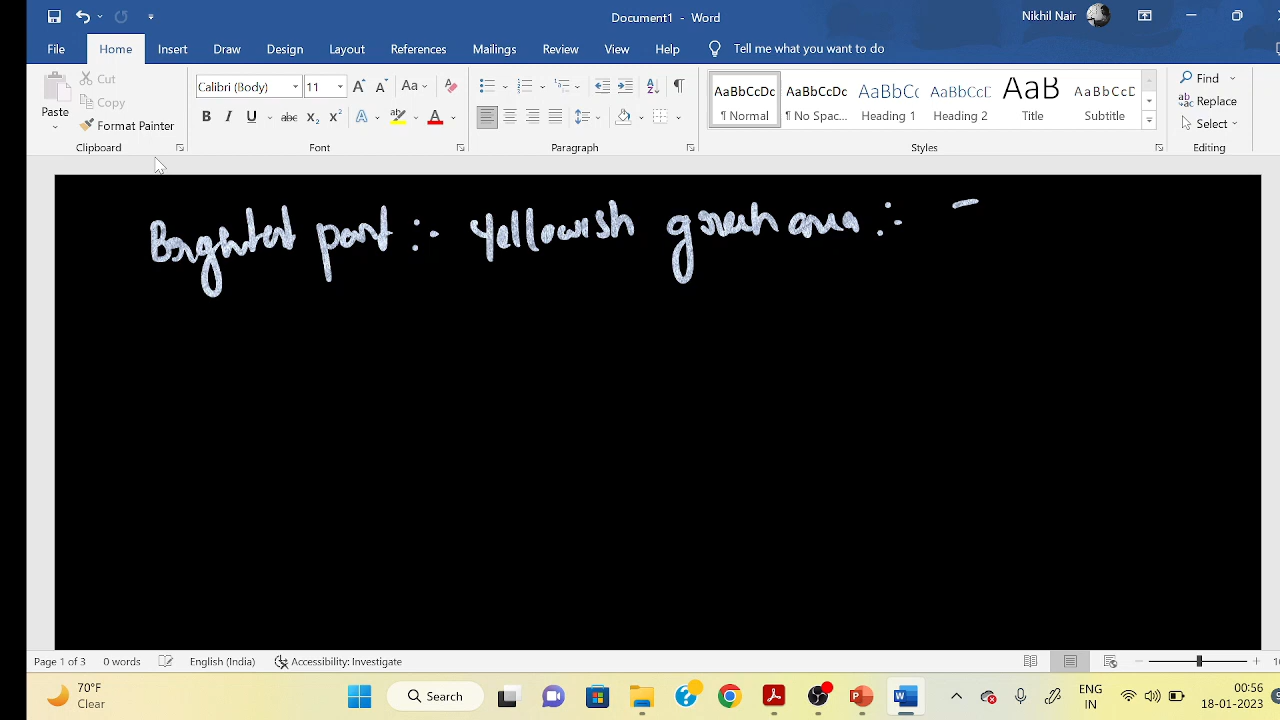 Document1 - Word
Nikhil Nair
File Home Insert Draw Design Layout References Mailings Review View Help Tell me what you want to do
Paste
Cut
Copy
Format Painter
Clipboard
Calibri (Body) 11
Font
Paragraph
AaBbCcDc AaBbCcDc AaBbCc AaBbCcD AaB AaBbCcD
¶ Normal ¶ No Spac... Heading 1 Heading 2 Title Subtitle
Styles
Find
Replace
Select
Editing
Brightest part :- Yellowish green area :-
Page 1 of 3 0 words English (India) Accessibility: Investigate
70°F
Clear
Search
ENG
IN
00:56
18-01-2023